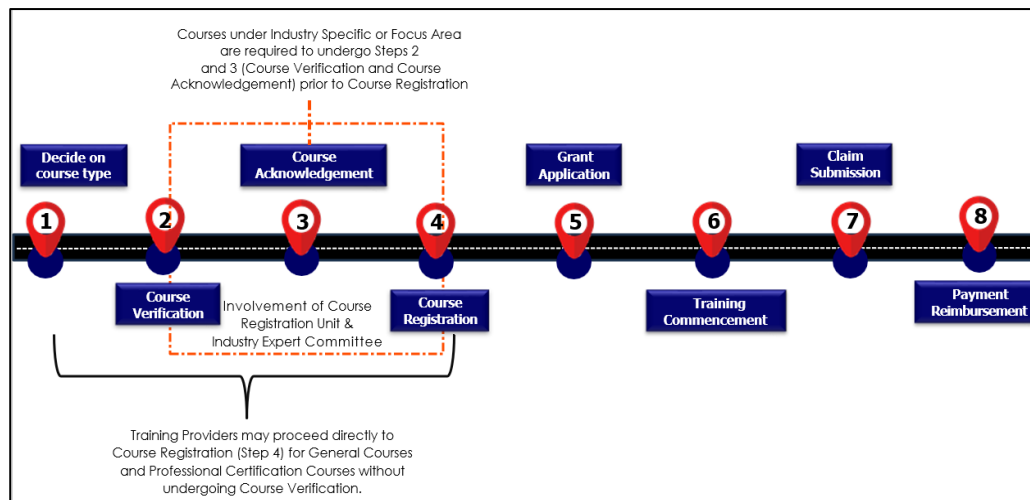 Courses under Industry Specific or Focus Area
are required to undergo Steps 2
and 3 (Course Verification and Course
Acknowledgement) prior to Course Registration
Decide on
course type
Course
Acknowledgement
Grant
Application
Claim
Submission
1
2
3
4
5
6
7
8
Course
Verification
Involvement of Course
Registration Unit &
Industry Expert Committee
Course
Registration
Training
Commencement
Payment
Reimbursement
Training Providers may proceed directly to
Course Registration (Step 4) for General Courses
and Professional Certification Courses without
undergoing Course Verification.